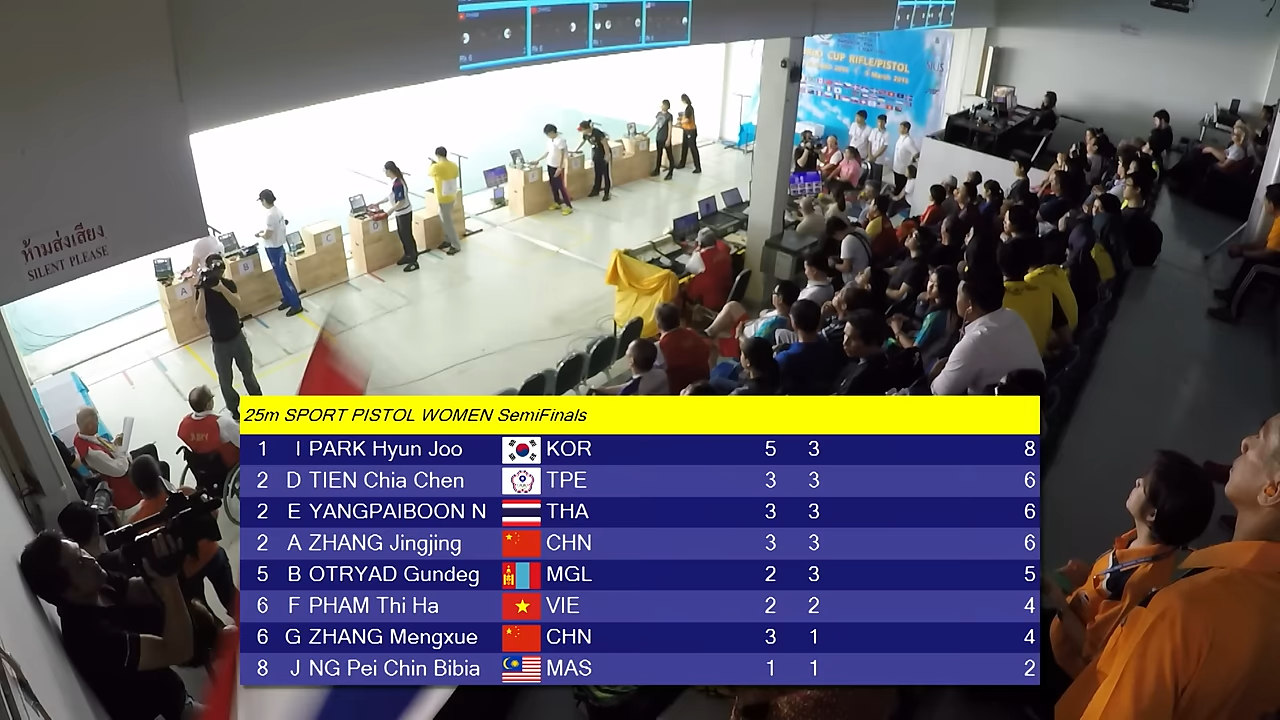 CUP RIFLE/PISTOL
ห้ามส่งเสียง
SILENT PLEASE
A
B
C
D
25m SPORT PISTOL WOMEN SemiFinals
1 I PARK Hyun Joo KOR 5 3 8
2 D TIEN Chia Chen TPE 3 3 6
2 E YANGPAIBOON N THA 3 3 6
2 A ZHANG Jingjing CHN 3 3 6
5 B OTRYAD Gundeg MGL 2 3 5
6 F PHAM Thi Ha VIE 2 2 4
6 G ZHANG Mengxue CHN 3 1 4
8 J NG Pei Chin Bibia MAS 1 1 2